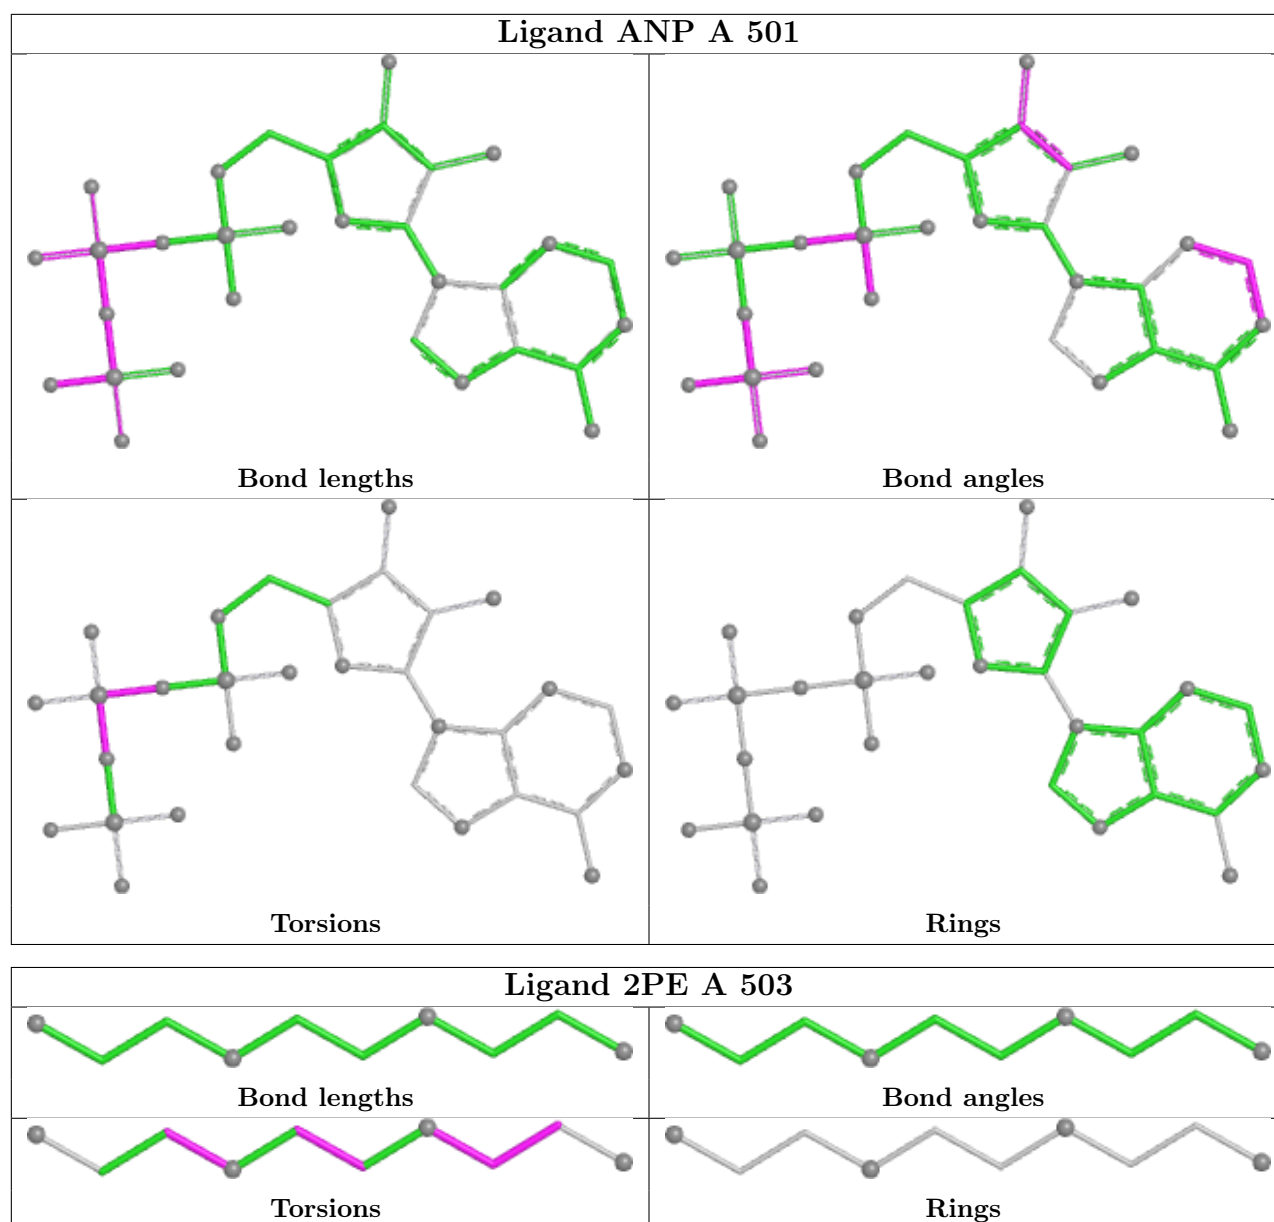 Ligand ANP A 501
Bond lengths
Bond angles
Torsions
Rings
Ligand 2PE A 503
Bond lengths
Bond angles
Torsions
Rings